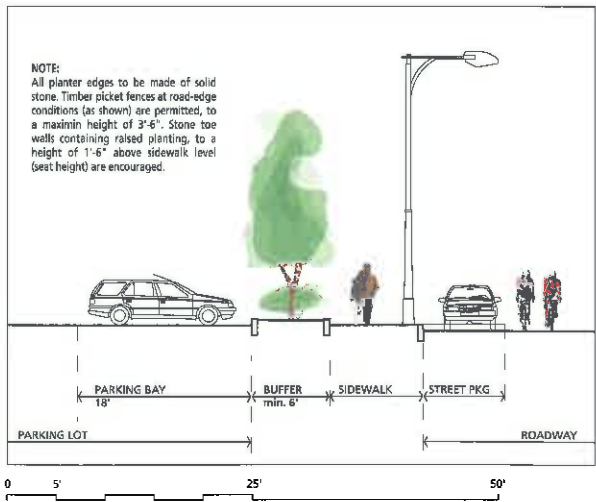 NOTE:
All planter edges to be made of solid
stone. Timber picket fences at road-edge
conditions (as shown) are permitted, to
a maximin height of 3'-6". Stone toe
walls containing raised planting, to a
height of 1'-6" above sidewalk level
(seat height) are encouraged.
PARKING BAY
18'
BUFFER
min. 6'
SIDEWALK
STREET PKG
PARKING LOT
ROADWAY
0 5' 25' 50'